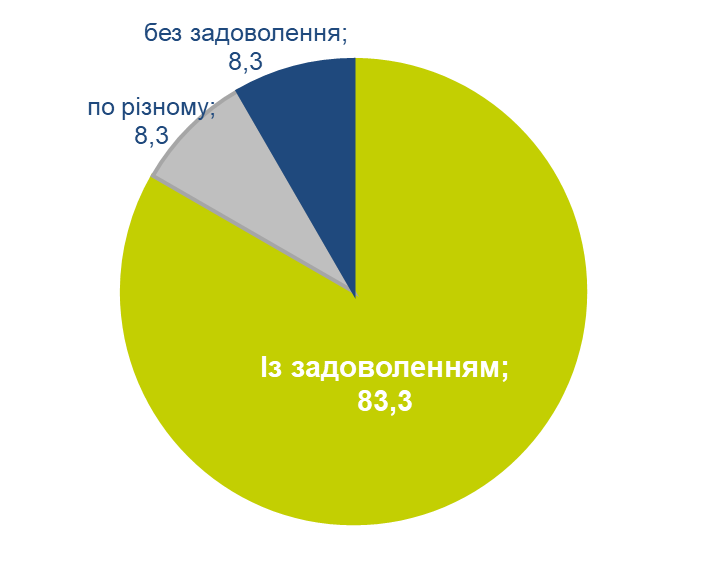 без задоволення;
8,3
по різному;
8,3
Із задоволенням;
83,3